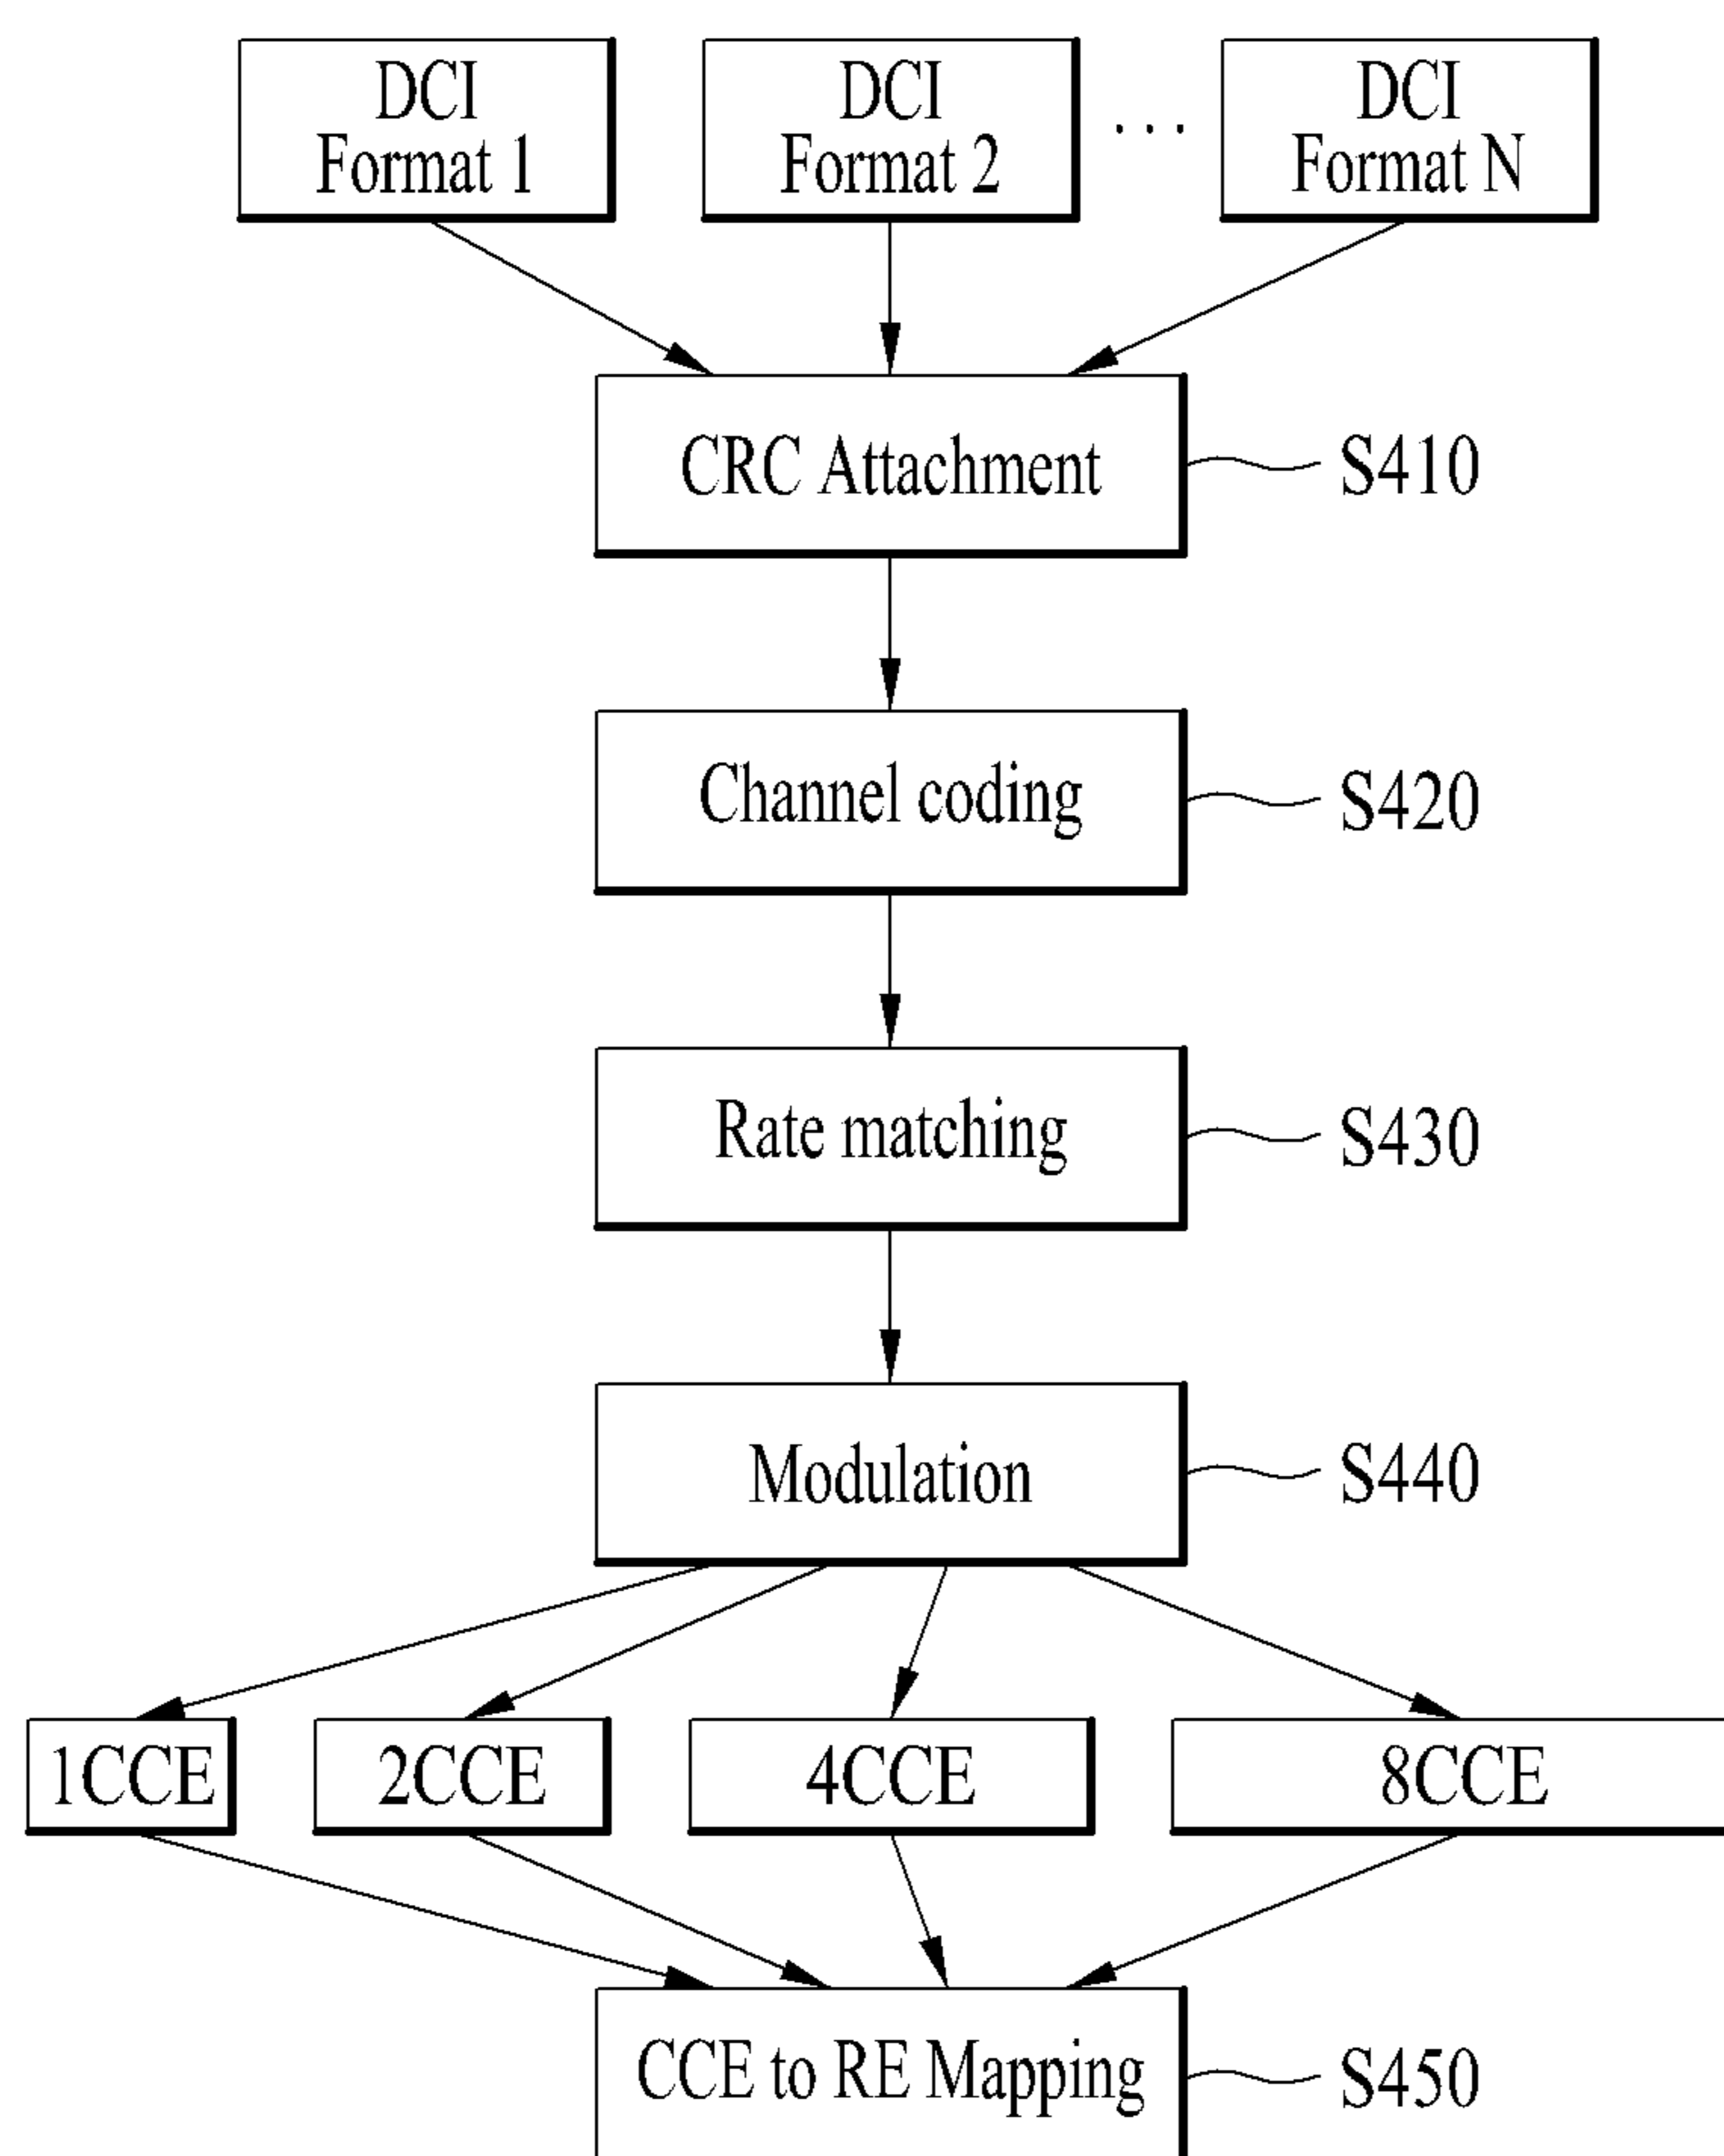 DCI
Format 1
DCI
Format 2
...
DCI
Format N
CRC Attachment
S410
Channel coding
S420
Rate matching
S430
Modulation
S440
1CCE
2CCE
4CCE
8CCE
CCE to RE Mapping
S450